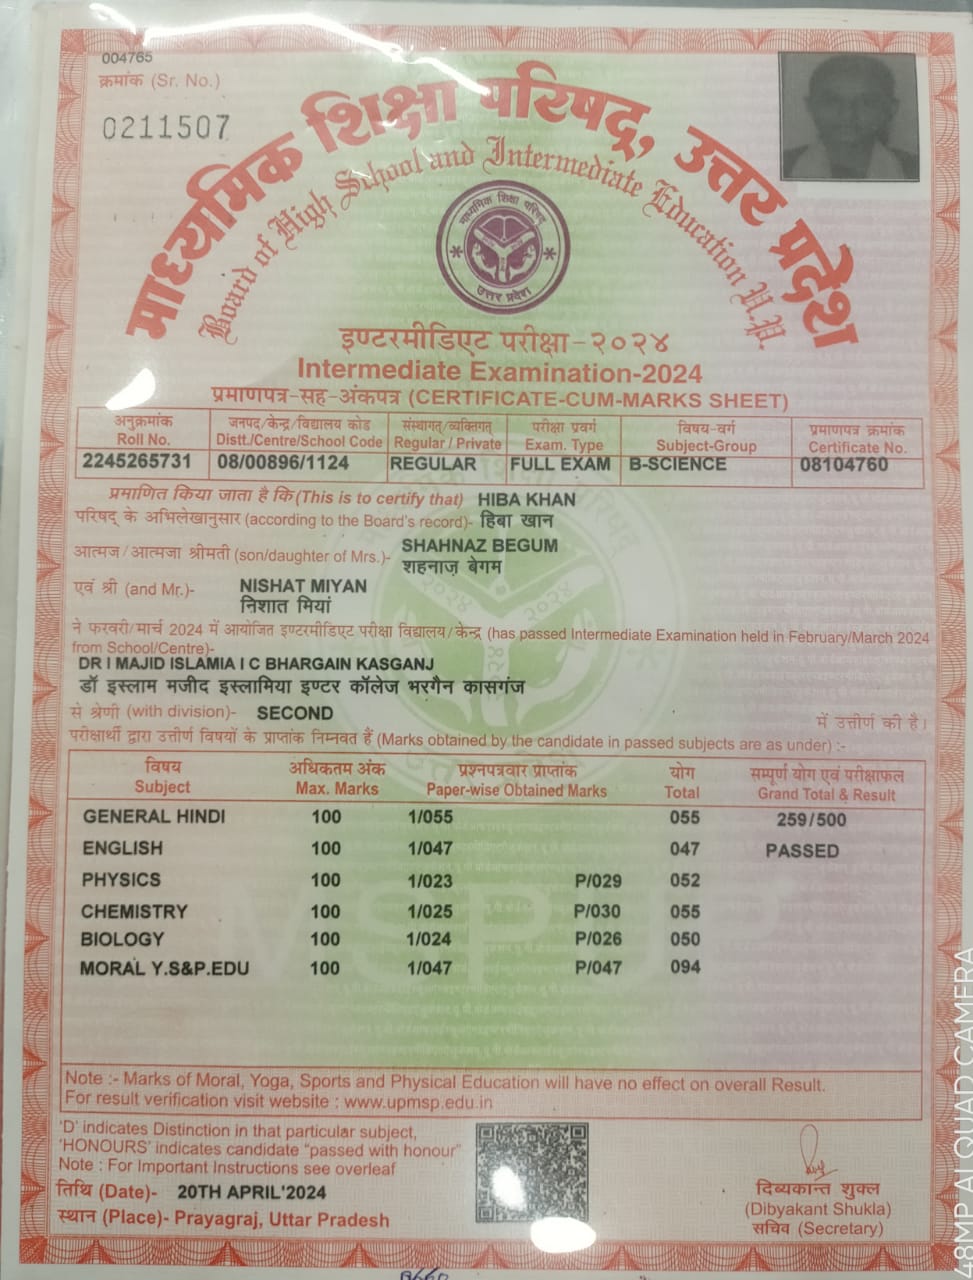 004765
क्रमांक (Sr. No.)
0211507
माध्यमिक शिक्षा परिषद्, उत्तर प्रदेश
Board of High School and Intermediate Education U.P.
माध्यमिक शिक्षा परिषद्
उत्तर प्रदेश
इण्टरमीडिएट परीक्षा-२०२४
Intermediate Examination-2024
प्रमाणपत्र-सह-अंकपत्र (CERTIFICATE-CUM-MARKS SHEET)
अनुक्रमांक जनपद/केन्द्र/विद्यालय कोड संस्थागत/व्यक्तिगत परीक्षा प्रवर्ग विषय-वर्ग प्रमाणपत्र क्रमांक
Roll No. Distt./Centre/School Code Regular / Private Exam. Type Subject-Group Certificate No.
2245265731 08/00896/1124 REGULAR FULL EXAM B-SCIENCE 08104760
प्रमाणित किया जाता है कि (This is to certify that) HIBA KHAN
परिषद् के अभिलेखानुसार (according to the Board's record)- हिबा खान
आत्मज/आत्मजा श्रीमती (son/daughter of Mrs.)- SHAHNAZ BEGUM
शहनाज़ बेगम
एवं श्री (and Mr.)- NISHAT MIYAN
निशात मियां
ने फरवरी/मार्च 2024 में आयोजित इण्टरमीडिएट परीक्षा विद्यालय/केन्द्र (has passed Intermediate Examination held in February/March 2024
from School/Centre)-
DR I MAJID ISLAMIA I C BHARGAIN KASGANJ
डॉ इस्लाम मजीद इस्लामिया इण्टर कॉलेज भरगैन कासगंज
से श्रेणी (with division)- SECOND में उत्तीर्ण की है।
परीक्षार्थी द्वारा उत्तीर्ण विषयों के प्राप्तांक निम्नवत हैं (Marks obtained by the candidate in passed subjects are as under) :-
विषय अधिकतम अंक प्रश्नपत्रवार प्राप्तांक योग सम्पूर्ण योग एवं परीक्षाफल
Subject Max. Marks Paper-wise Obtained Marks Total Grand Total & Result
GENERAL HINDI 100 1/055 055 259/500
ENGLISH 100 1/047 047 PASSED
PHYSICS 100 1/023 P/029 052
CHEMISTRY 100 1/025 P/030 055
BIOLOGY 100 1/024 P/026 050
MORAL Y.S&P.EDU 100 1/047 P/047 094
Note :- Marks of Moral, Yoga, Sports and Physical Education will have no effect on overall Result.
For result verification visit website : www.upmsp.edu.in
'D' indicates Distinction in that particular subject,
'HONOURS' indicates candidate "passed with honour"
Note : For Important Instructions see overleaf
तिथि (Date)- 20TH APRIL'2024
स्थान (Place)- Prayagraj, Uttar Pradesh
दिब्यकान्त शुक्ल
(Dibyakant Shukla)
सचिव (Secretary)
48MP AI QUAD CAMERA